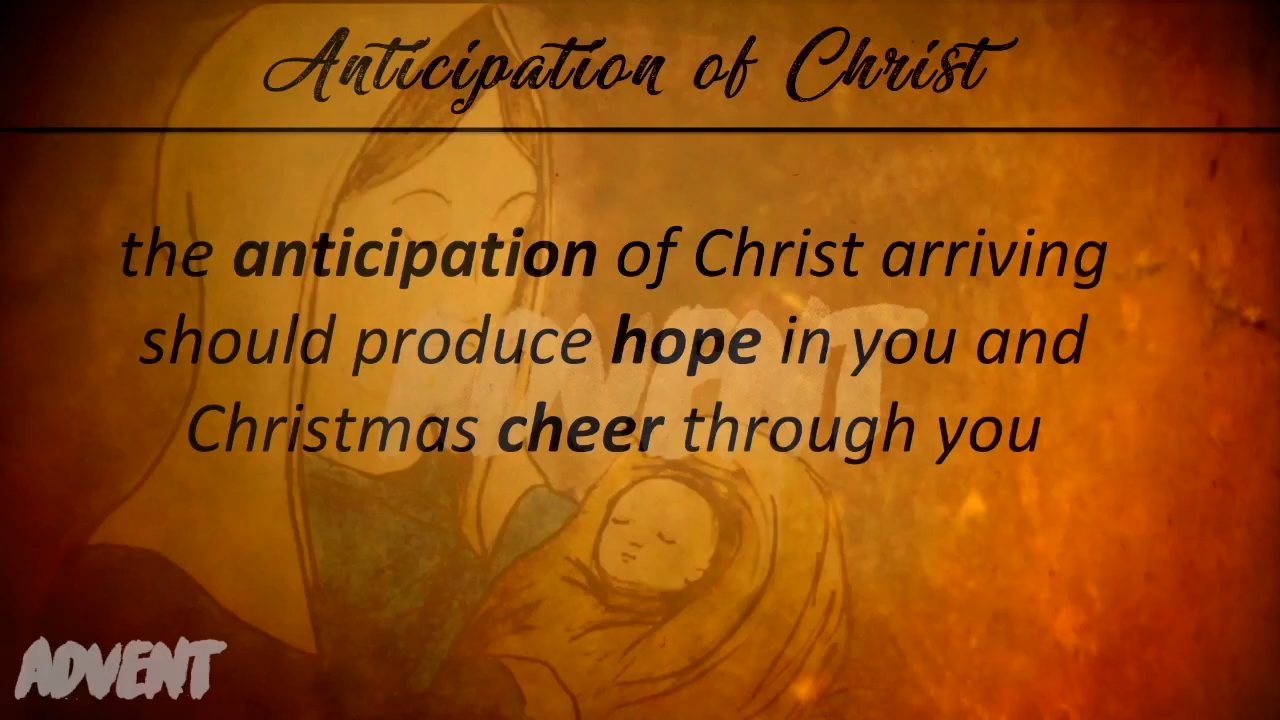 Anticipation of Christ
the anticipation of Christ arriving
should produce hope in you and
Christmas cheer through you
ADVENT
ADVENT